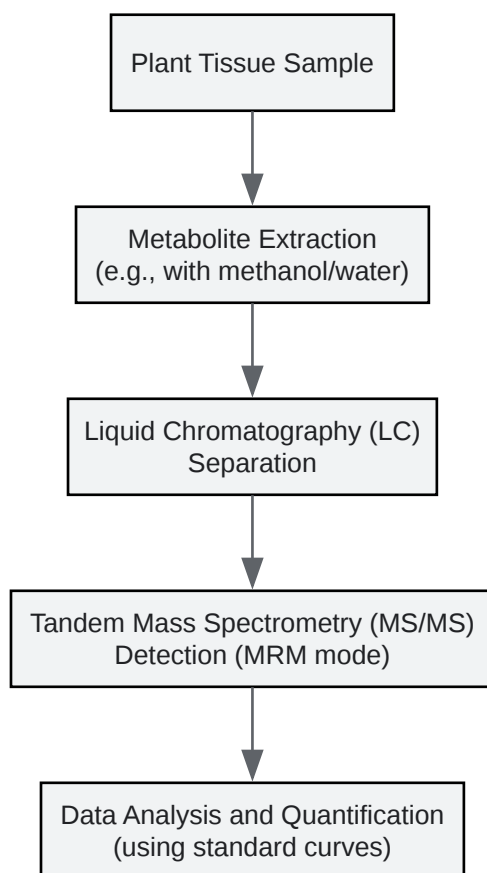 Plant Tissue Sample
Metabolite Extraction
(e.g., with methanol/water)
Liquid Chromatography (LC)
Separation
Tandem Mass Spectrometry (MS/MS)
Detection (MRM mode)
Data Analysis and Quantification
(using standard curves)